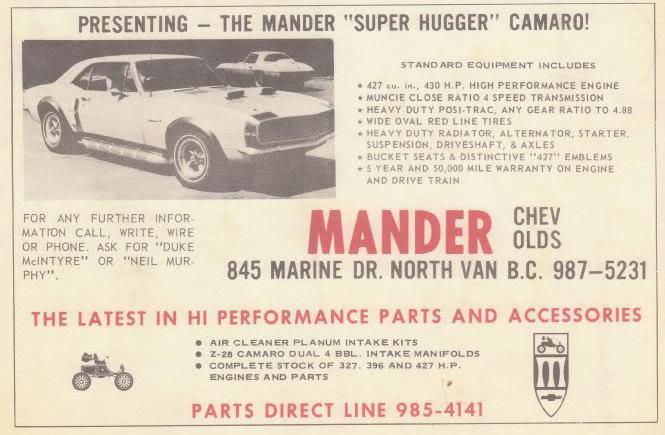 PRESENTING – THE MANDER "SUPER HUGGER" CAMARO!
STANDARD EQUIPMENT INCLUDES
★ 427 cu. in., 430 H.P. HIGH PERFORMANCE ENGINE
★ MUNCIE CLOSE RATIO 4 SPEED TRANSMISSION
★ HEAVY DUTY POSI-TRAC, ANY GEAR RATIO TO 4.88
★ WIDE OVAL RED LINE TIRES
★ HEAVY DUTY RADIATOR, ALTERNATOR, STARTER,
SUSPENSION, DRIVESHAFT, & AXLES
★ BUCKET SEATS & DISTINCTIVE "427" EMBLEMS
★ 5 YEAR AND 50,000 MILE WARRANTY ON ENGINE
AND DRIVE TRAIN
FOR ANY FURTHER INFOR-
MATION CALL, WRITE, WIRE
OR PHONE. ASK FOR "DUKE
McINTYRE" OR "NEIL MUR-
PHY".
MANDER CHEV
OLDS
845 MARINE DR. NORTH VAN B.C. 987–5231
THE LATEST IN HI PERFORMANCE PARTS AND ACCESSORIES
● AIR CLEANER PLANUM INTAKE KITS
● Z-28 CAMARO DUAL 4 BBL. INTAKE MANIFOLDS
● COMPLETE STOCK OF 327, 396 AND 427 H.P.
ENGINES AND PARTS
PARTS DIRECT LINE 985-4141